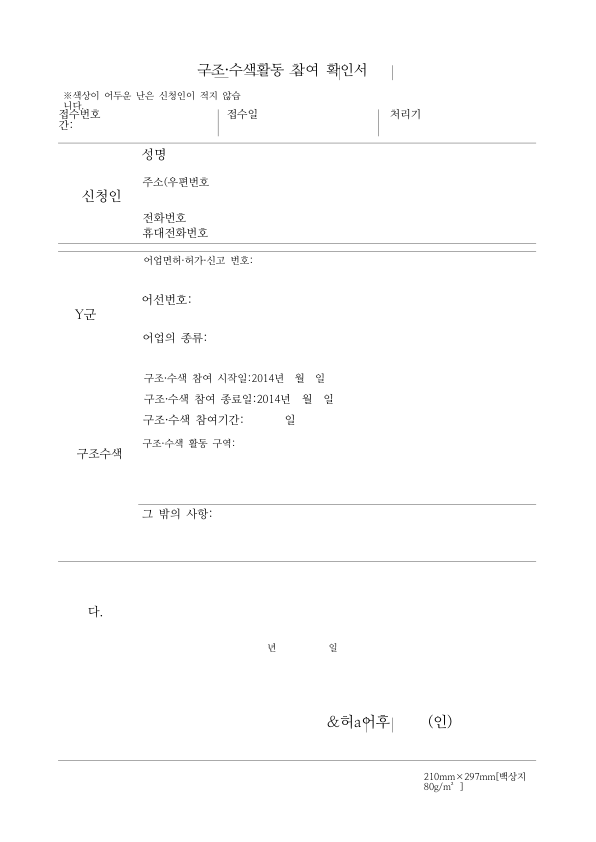 구조·수색활동 참여 확인서
※색상이 어두운 난은 신청인이 적지 않습
니다.
접수번호 접수일 처리기
간:
성명
신청인
주소(우편번호
전화번호
휴대전화번호
어업면허·허가·신고 번호:
어선번호:
Y군
어업의 종류:
구조·수색 참여 시작일:2014년 월 일
구조·수색 참여 종료일:2014년 월 일
구조·수색 참여기간: 일
구조·수색 활동 구역:
구조수색
그 밖의 사항:
다.
년 일
&허a어후 (인)
210mm×297mm[백상지
80g/m² ]